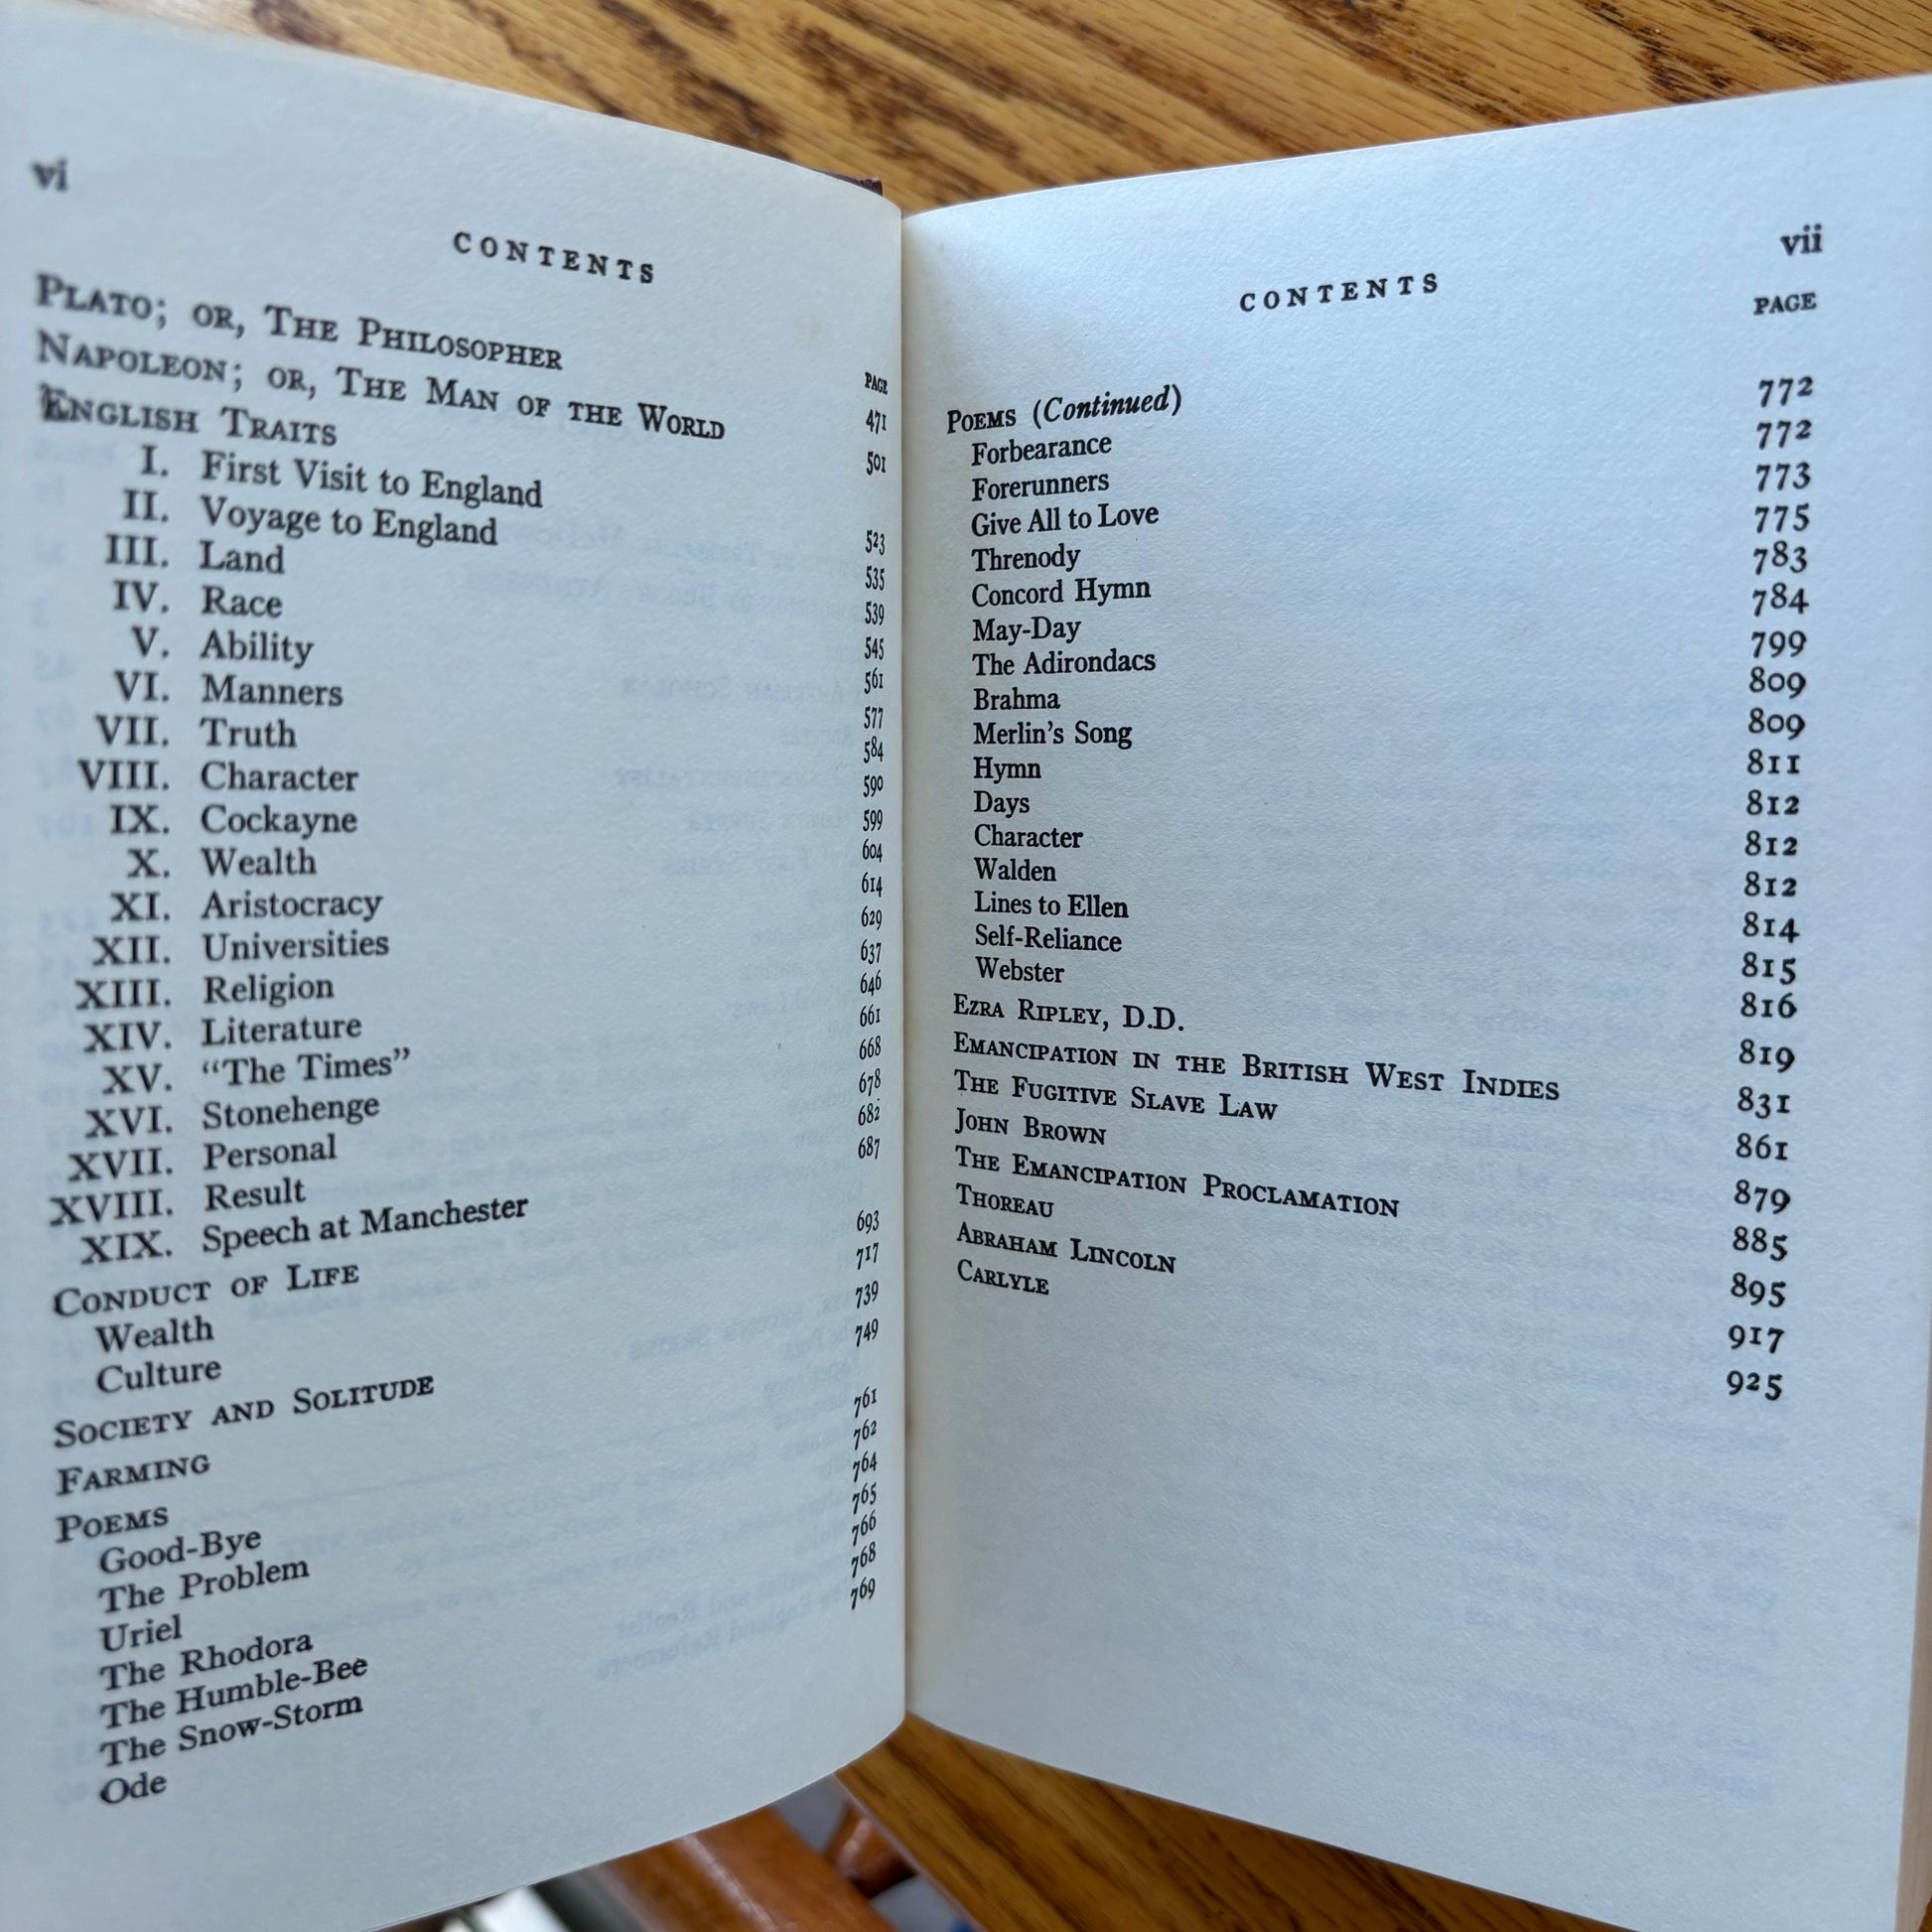 vi
CONTENTS
PAGE
PLATO; OR, THE PHILOSOPHER 471
NAPOLEON; OR, THE MAN OF THE WORLD 501
ENGLISH TRAITS
I. First Visit to England 523
II. Voyage to England 535
III. Land 539
IV. Race 545
V. Ability 561
VI. Manners 577
VII. Truth 584
VIII. Character 590
IX. Cockayne 599
X. Wealth 604
XI. Aristocracy 614
XII. Universities 629
XIII. Religion 637
XIV. Literature 646
XV. “The Times” 661
XVI. Stonehenge 668
XVII. Personal 678
XVIII. Result 682
XIX. Speech at Manchester 687
CONDUCT OF LIFE
Wealth 693
Culture 717
SOCIETY AND SOLITUDE 739
FARMING 749
POEMS
Good-Bye 761
The Problem 762
Uriel 764
The Rhodora 765
The Humble-Bee 766
The Snow-Storm 768
Ode 769
vii
CONTENTS
PAGE
POEMS (Continued)
Forbearance 772
Forerunners 772
Give All to Love 773
Threnody 775
Concord Hymn 783
May-Day 784
The Adirondacs 799
Brahma 809
Merlin’s Song 809
Hymn 811
Days 812
Character 812
Walden 812
Lines to Ellen 814
Self-Reliance 815
Webster 816
EZRA RIPLEY, D.D. 819
EMANCIPATION IN THE BRITISH WEST INDIES 831
THE FUGITIVE SLAVE LAW 861
JOHN BROWN 879
THE EMANCIPATION PROCLAMATION 885
THOREAU 895
ABRAHAM LINCOLN 917
CARLYLE 925